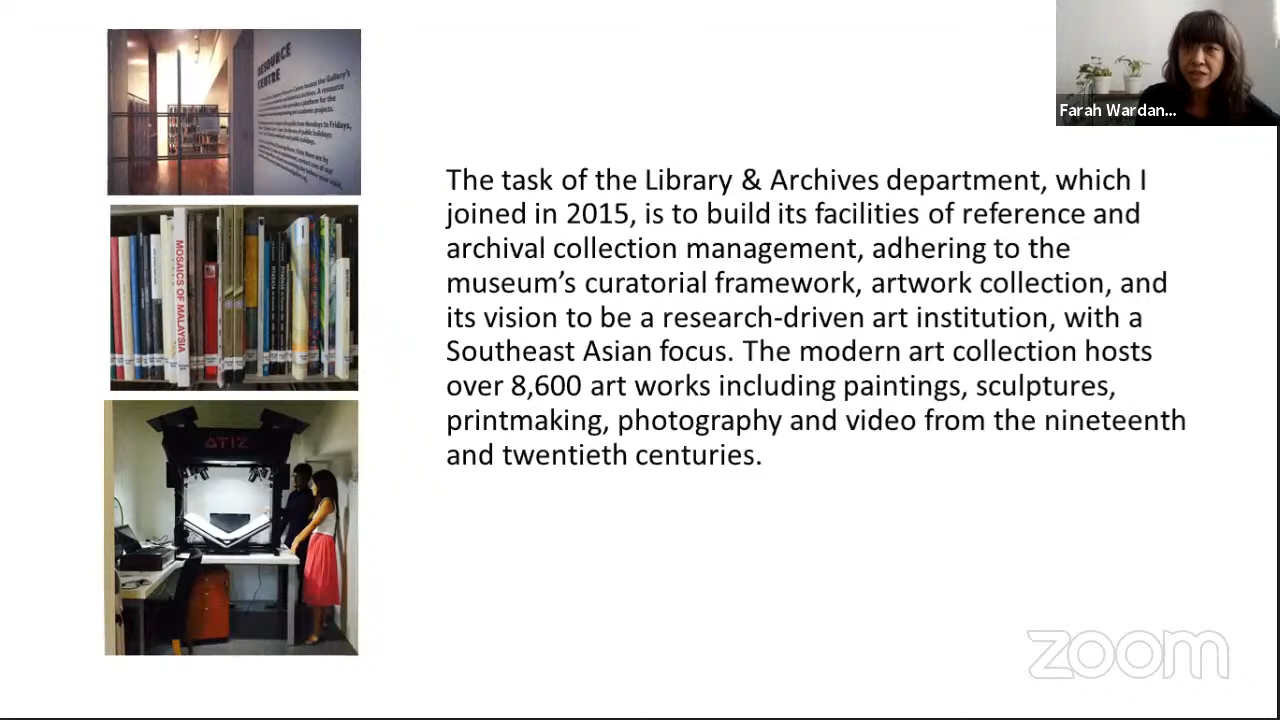 RESOURCE
CENTRE
MOSAICS OF MALAYSIA
ATIZ
Farah Wardan...
The task of the Library & Archives department, which I
joined in 2015, is to build its facilities of reference and
archival collection management, adhering to the
museum’s curatorial framework, artwork collection, and
its vision to be a research-driven art institution, with a
Southeast Asian focus. The modern art collection hosts
over 8,600 art works including paintings, sculptures,
printmaking, photography and video from the nineteenth
and twentieth centuries.
zoom